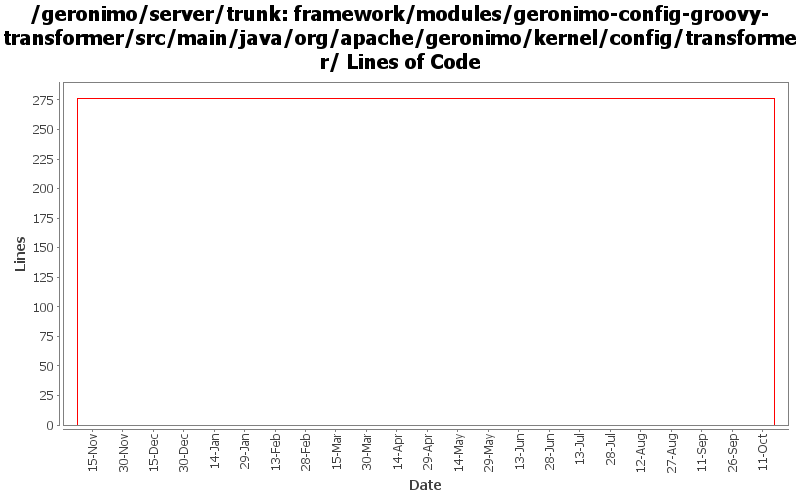 /geronimo/server/trunk: framework/modules/geronimo-config-groovy-
transformer/src/main/java/org/apache/geronimo/kernel/config/transforme
r/ Lines of Code
275
250
225
200
175
150
125
100
75
50
25
0
Lines
15-Nov
30-Nov
15-Dec
30-Dec
14-Jan
29-Jan
13-Feb
28-Feb
15-Mar
30-Mar
14-Apr
29-Apr
14-May
29-May
13-Jun
28-Jun
13-Jul
28-Jul
12-Aug
27-Aug
11-Sep
26-Sep
11-Oct
Date